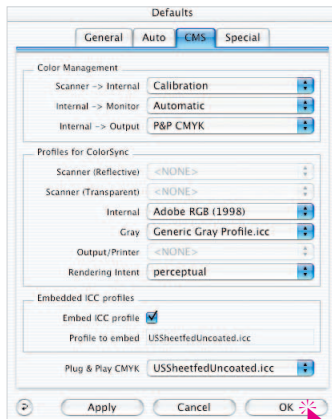 Defaults
General Auto CMS Special
Color Management
Scanner -> Internal Calibration
Internal -> Monitor Automatic
Internal -> Output P&P CMYK
Profiles for ColorSync
Scanner (Reflective) <NONE>
Scanner (Transparent) <NONE>
Internal Adobe RGB (1998)
Gray Generic Gray Profile.icc
Output/Printer <NONE>
Rendering Intent perceptual
Embedded ICC profiles
Embed ICC profile
Profile to embed USSheetfedUncoated.icc
Plug & Play CMYK USSheetfedUncoated.icc
Apply Cancel OK